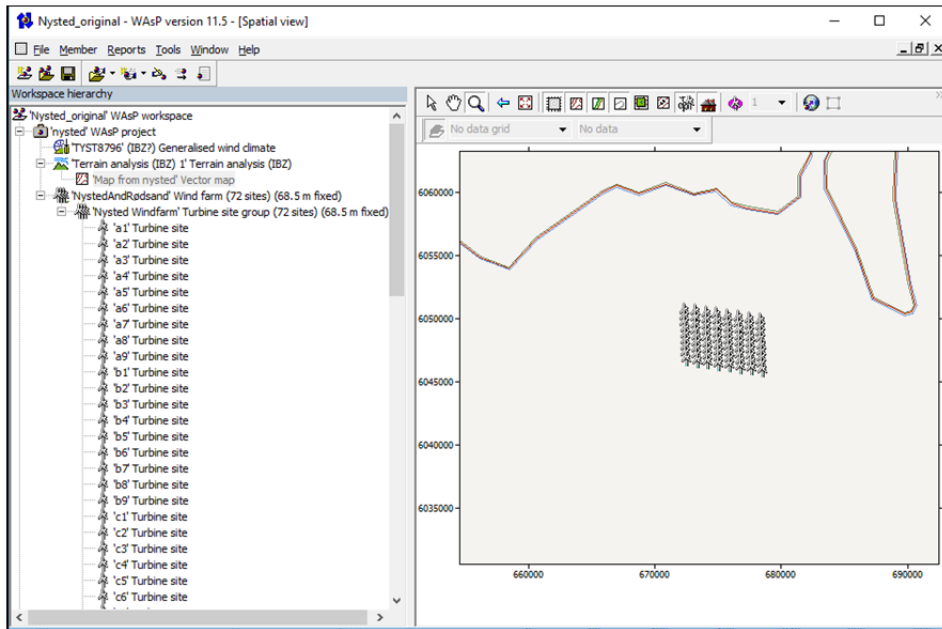 Nysted_original - WAsP version 11.5 - [Spatial view]
File Member Reports Tools Window Help
Workspace hierarchy
'Nysted_original' WAsP workspace
'nysted' WAsP project
'TYST8796' (IBZ?) Generalised wind climate
'Terrain analysis (IBZ) 1' Terrain analysis (IBZ)
'Map from nysted' Vector map
'NystedAndRødsand' Wind farm (72 sites) (68.5 m fixed)
'Nysted Windfarm' Turbine site group (72 sites) (68.5 m fixed)
'a1' Turbine site
'a2' Turbine site
'a3' Turbine site
'a4' Turbine site
'a5' Turbine site
'a6' Turbine site
'a7' Turbine site
'a8' Turbine site
'a9' Turbine site
'b1' Turbine site
'b2' Turbine site
'b3' Turbine site
'b4' Turbine site
'b5' Turbine site
'b6' Turbine site
'b7' Turbine site
'b8' Turbine site
'b9' Turbine site
'c1' Turbine site
'c2' Turbine site
'c3' Turbine site
'c4' Turbine site
'c5' Turbine site
'c6' Turbine site
1
No data grid No data
6060000
6055000
6050000
6045000
6040000
6035000
660000 670000 680000 690000